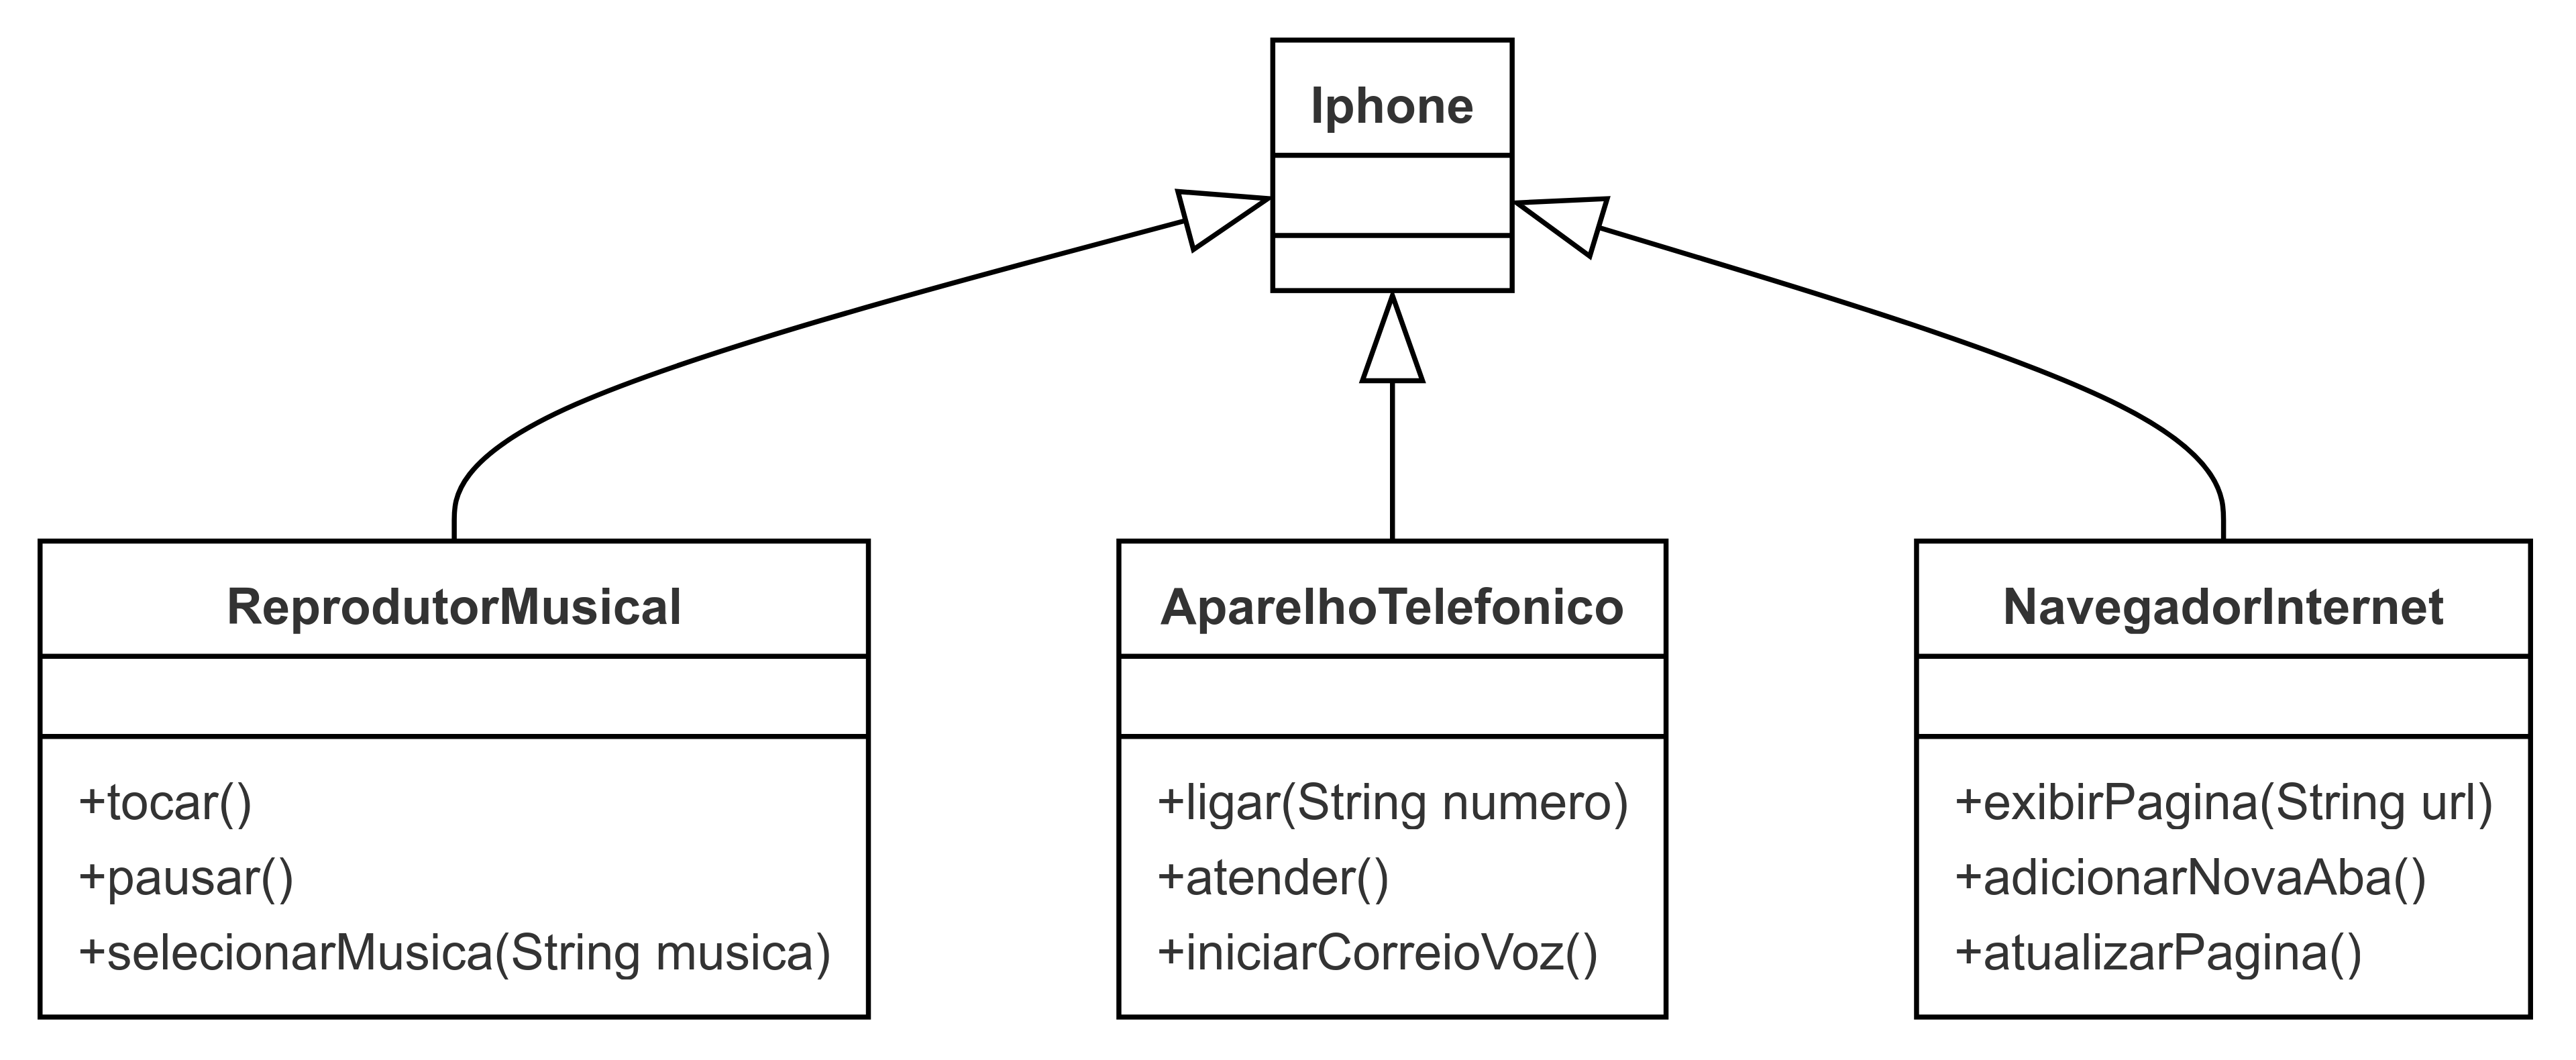 Iphone
ReprodutorMusical
+tocar()
+pausar()
+selecionarMusica(String musica)
AparelhoTelefonico
+ligar(String numero)
+atender()
+iniciarCorreioVoz()
NavegadorInternet
+exibirPagina(String url)
+adicionarNovaAba()
+atualizarPagina()